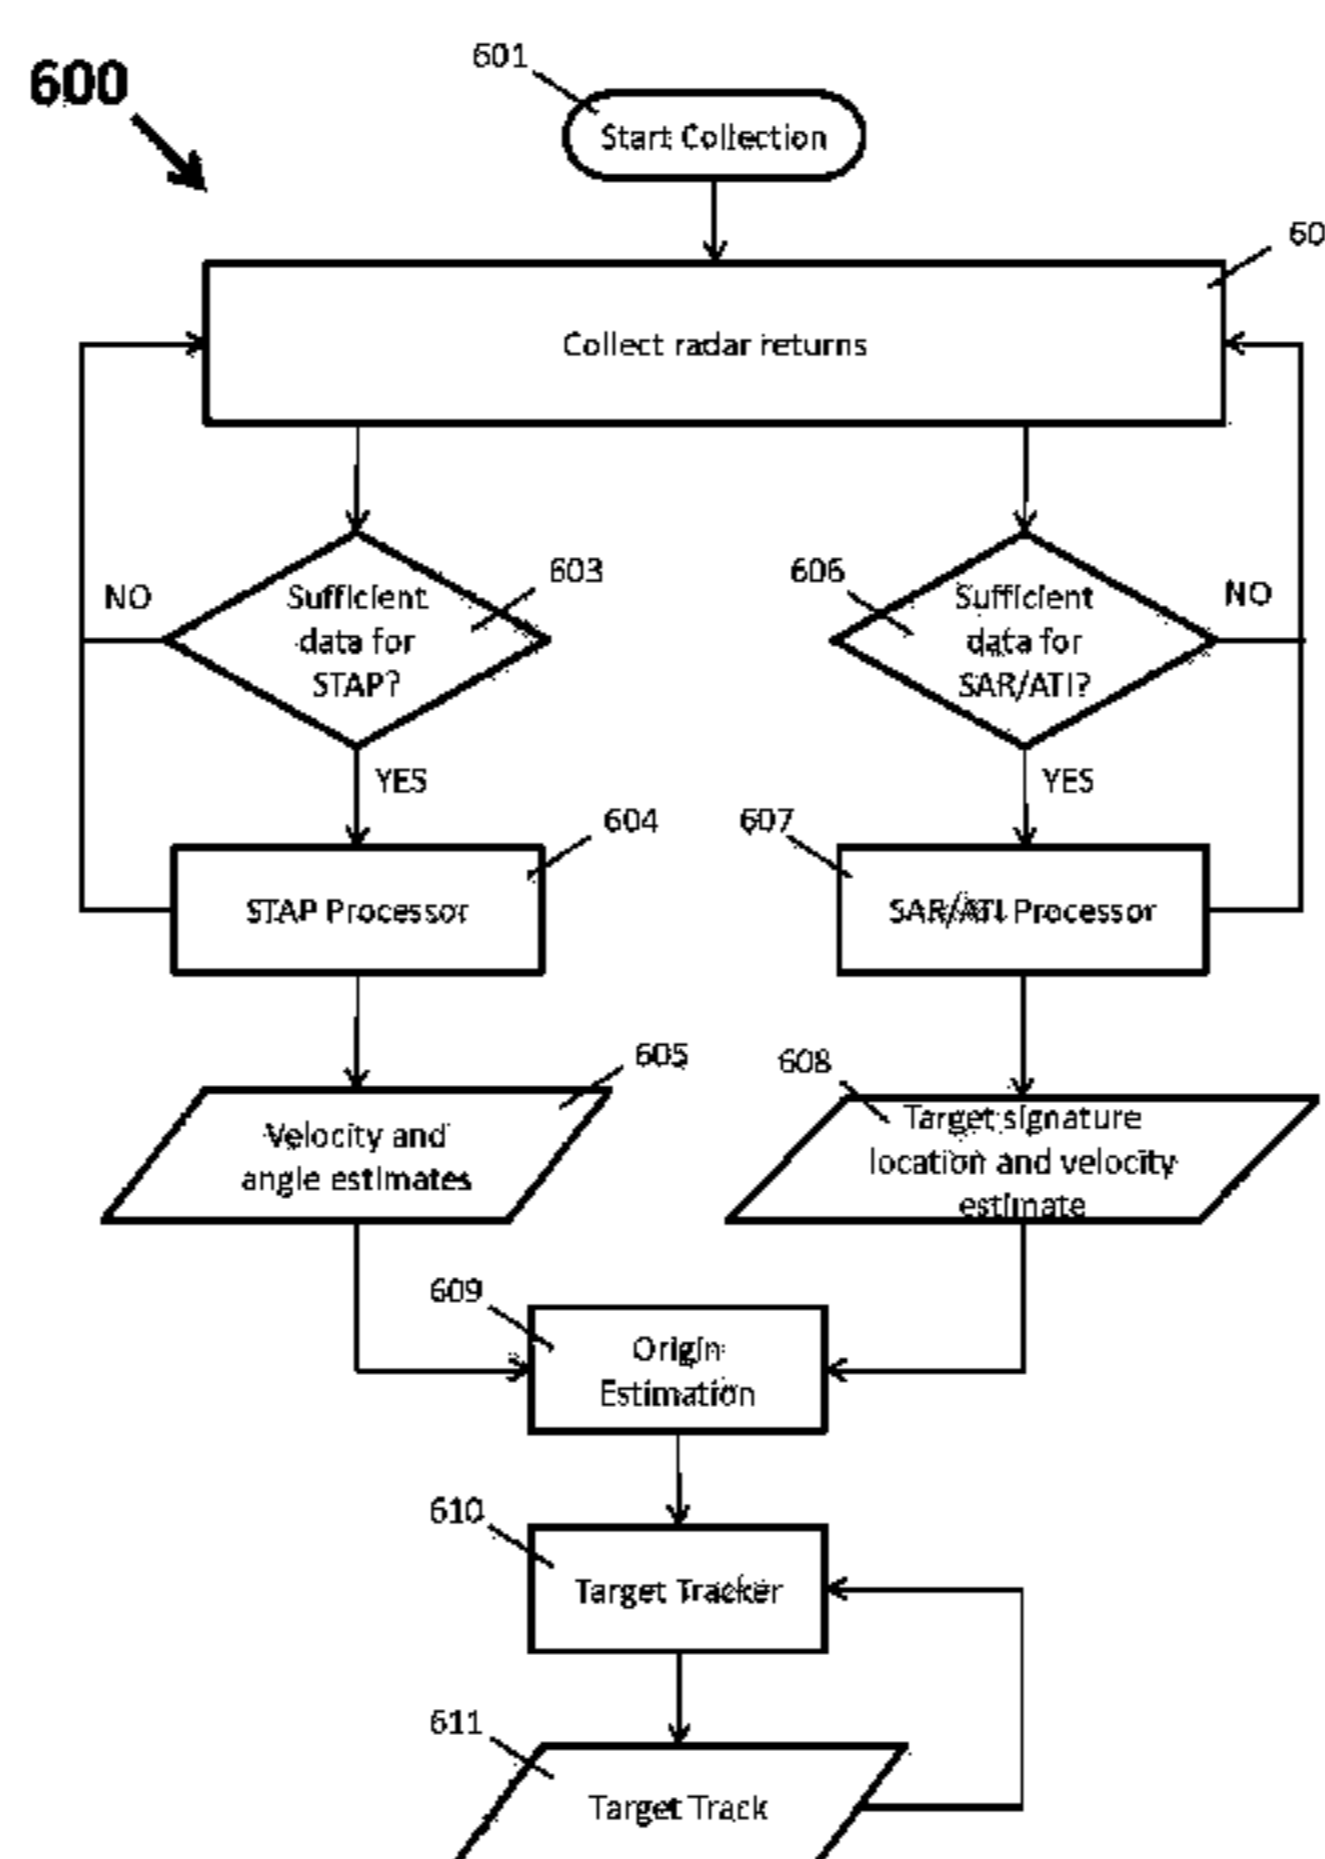 600
601
Start Collection
60
Collect radar returns
603
Sufficient
data for
STAP?
NO
YES
606
Sufficient
data for
SAR/ATI?
NO
YES
604
STAP Processor
607
SAR/ATI Processor
605
Velocity and
angle estimates
608
Target signature
location and velocity
estimate
609
Origin
Estimation
610
Target Tracker
611
Target Track